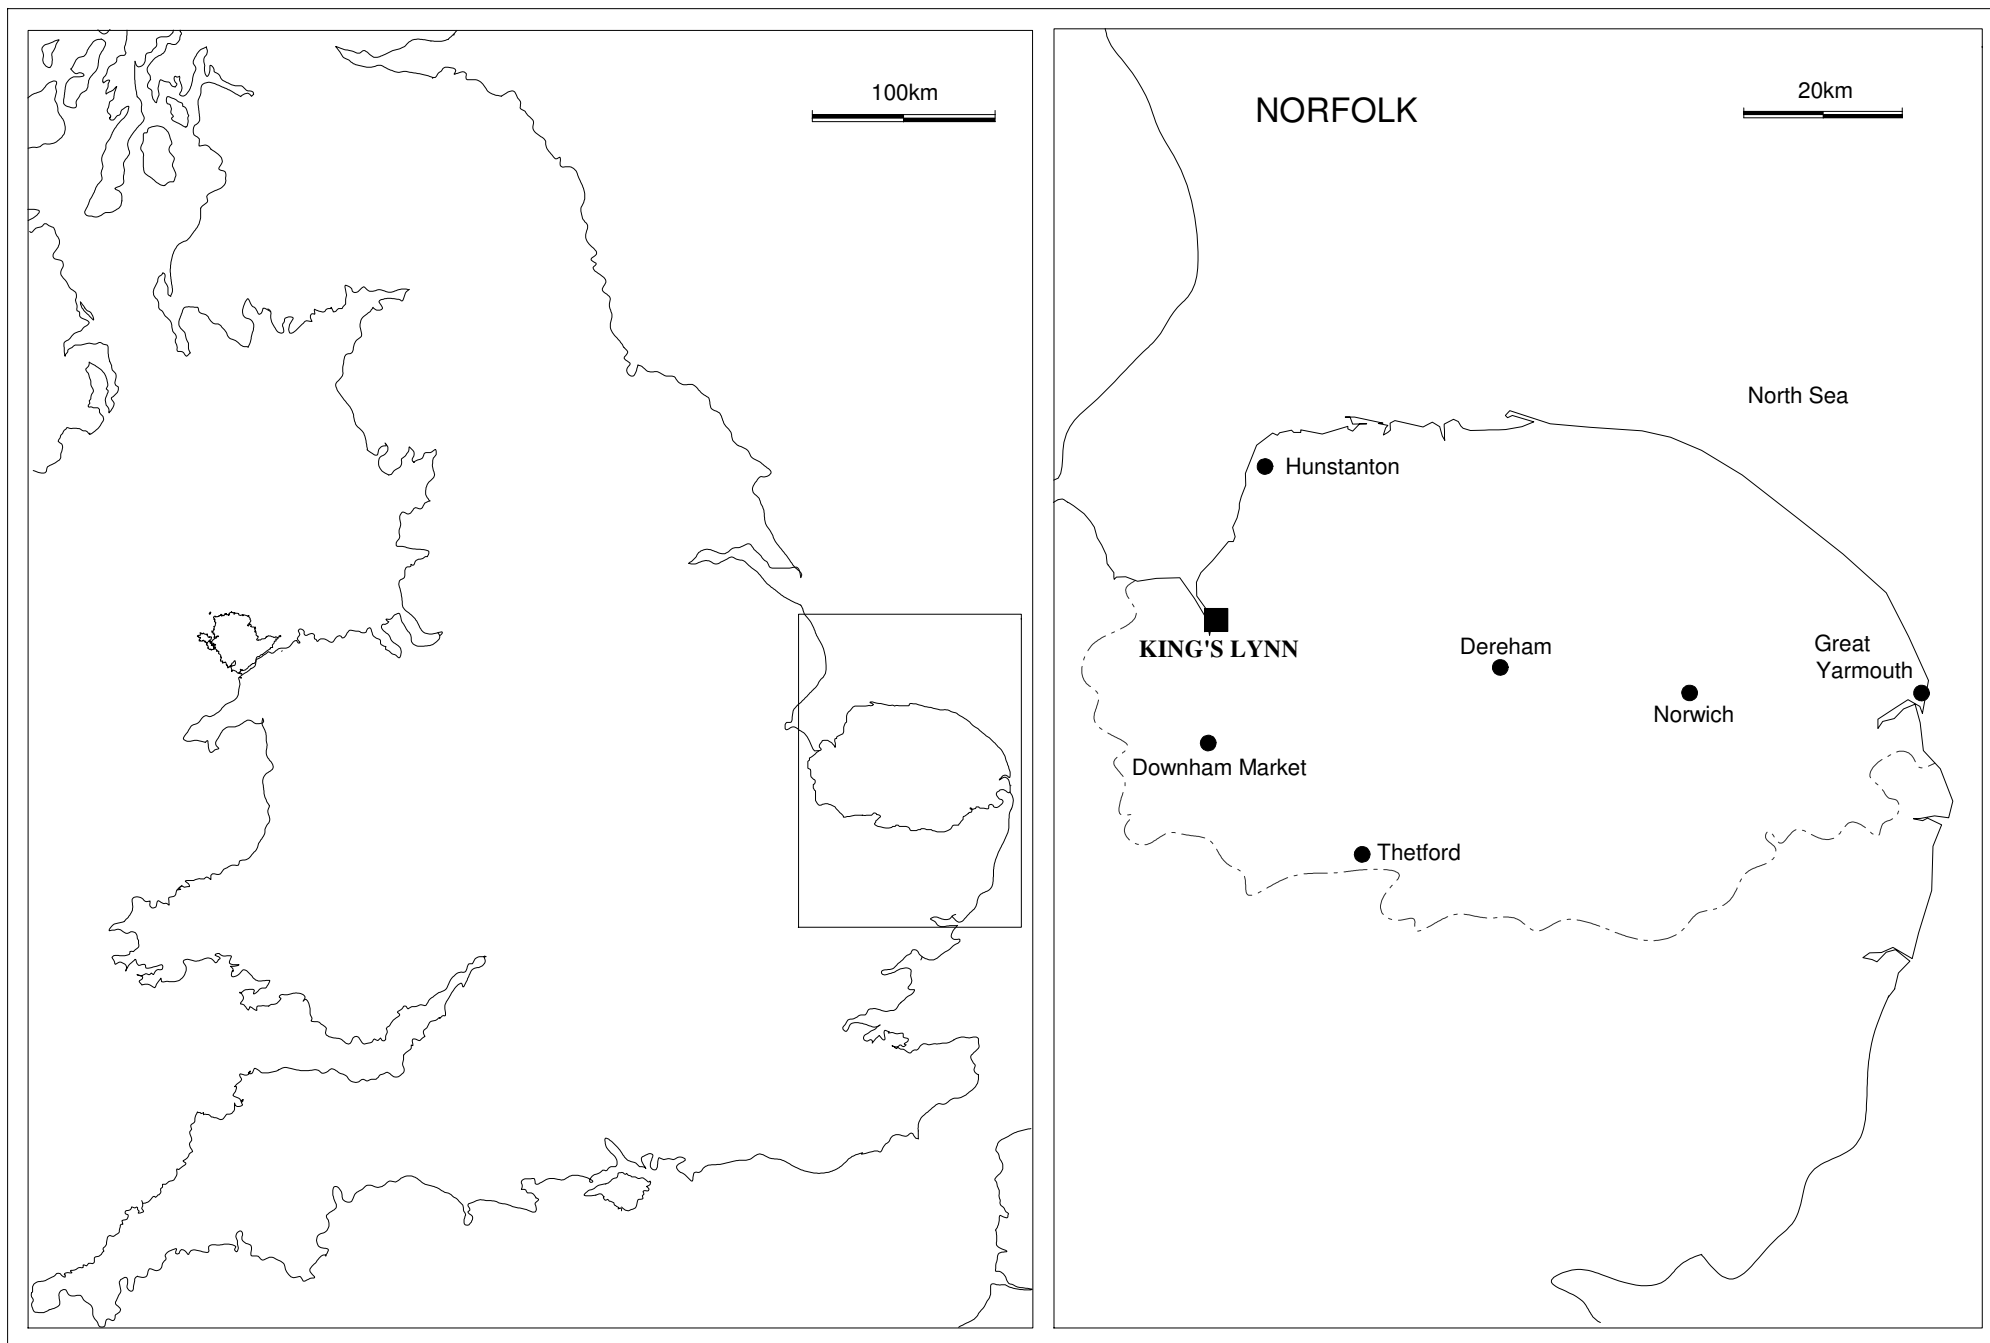 100km
NORFOLK
20km
North Sea
Hunstanton
KING'S LYNN
Dereham
Great
Yarmouth
Norwich
Downham Market
Thetford